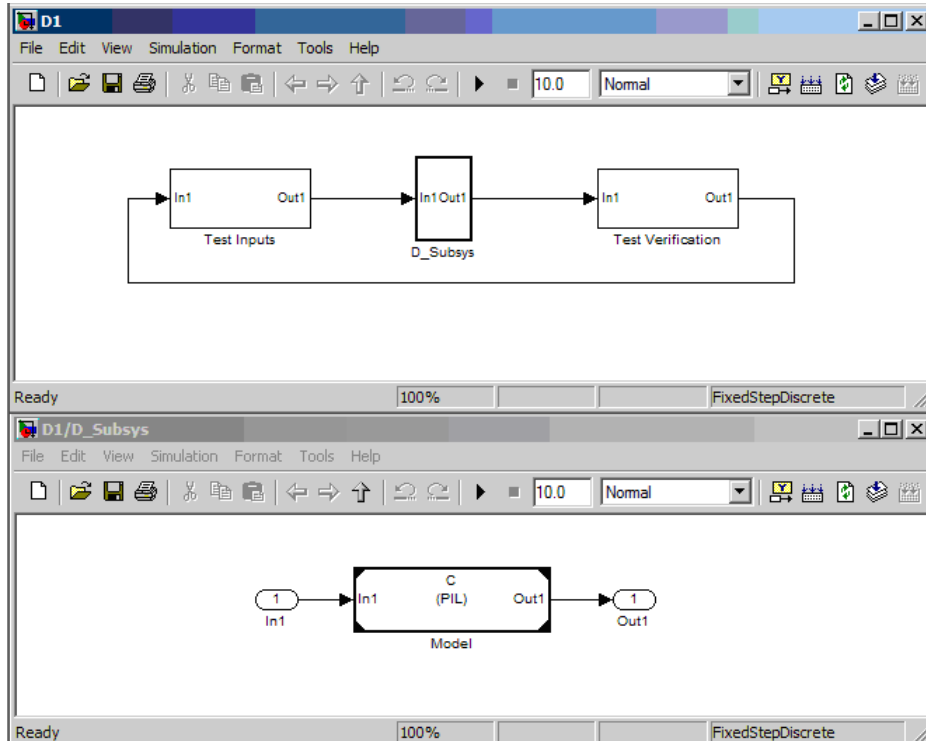 D1
File Edit View Simulation Format Tools Help
10.0 Normal
In1 Out1 In1 Out1 In1 Out1
Test Inputs
D_Subsys
Test Verification
Ready 100% FixedStepDiscrete
D1/D_Subsys
File Edit View Simulation Format Tools Help
10.0 Normal
C
1 In1 (PIL) Out1 1
In1 Out1
Model
Ready 100% FixedStepDiscrete